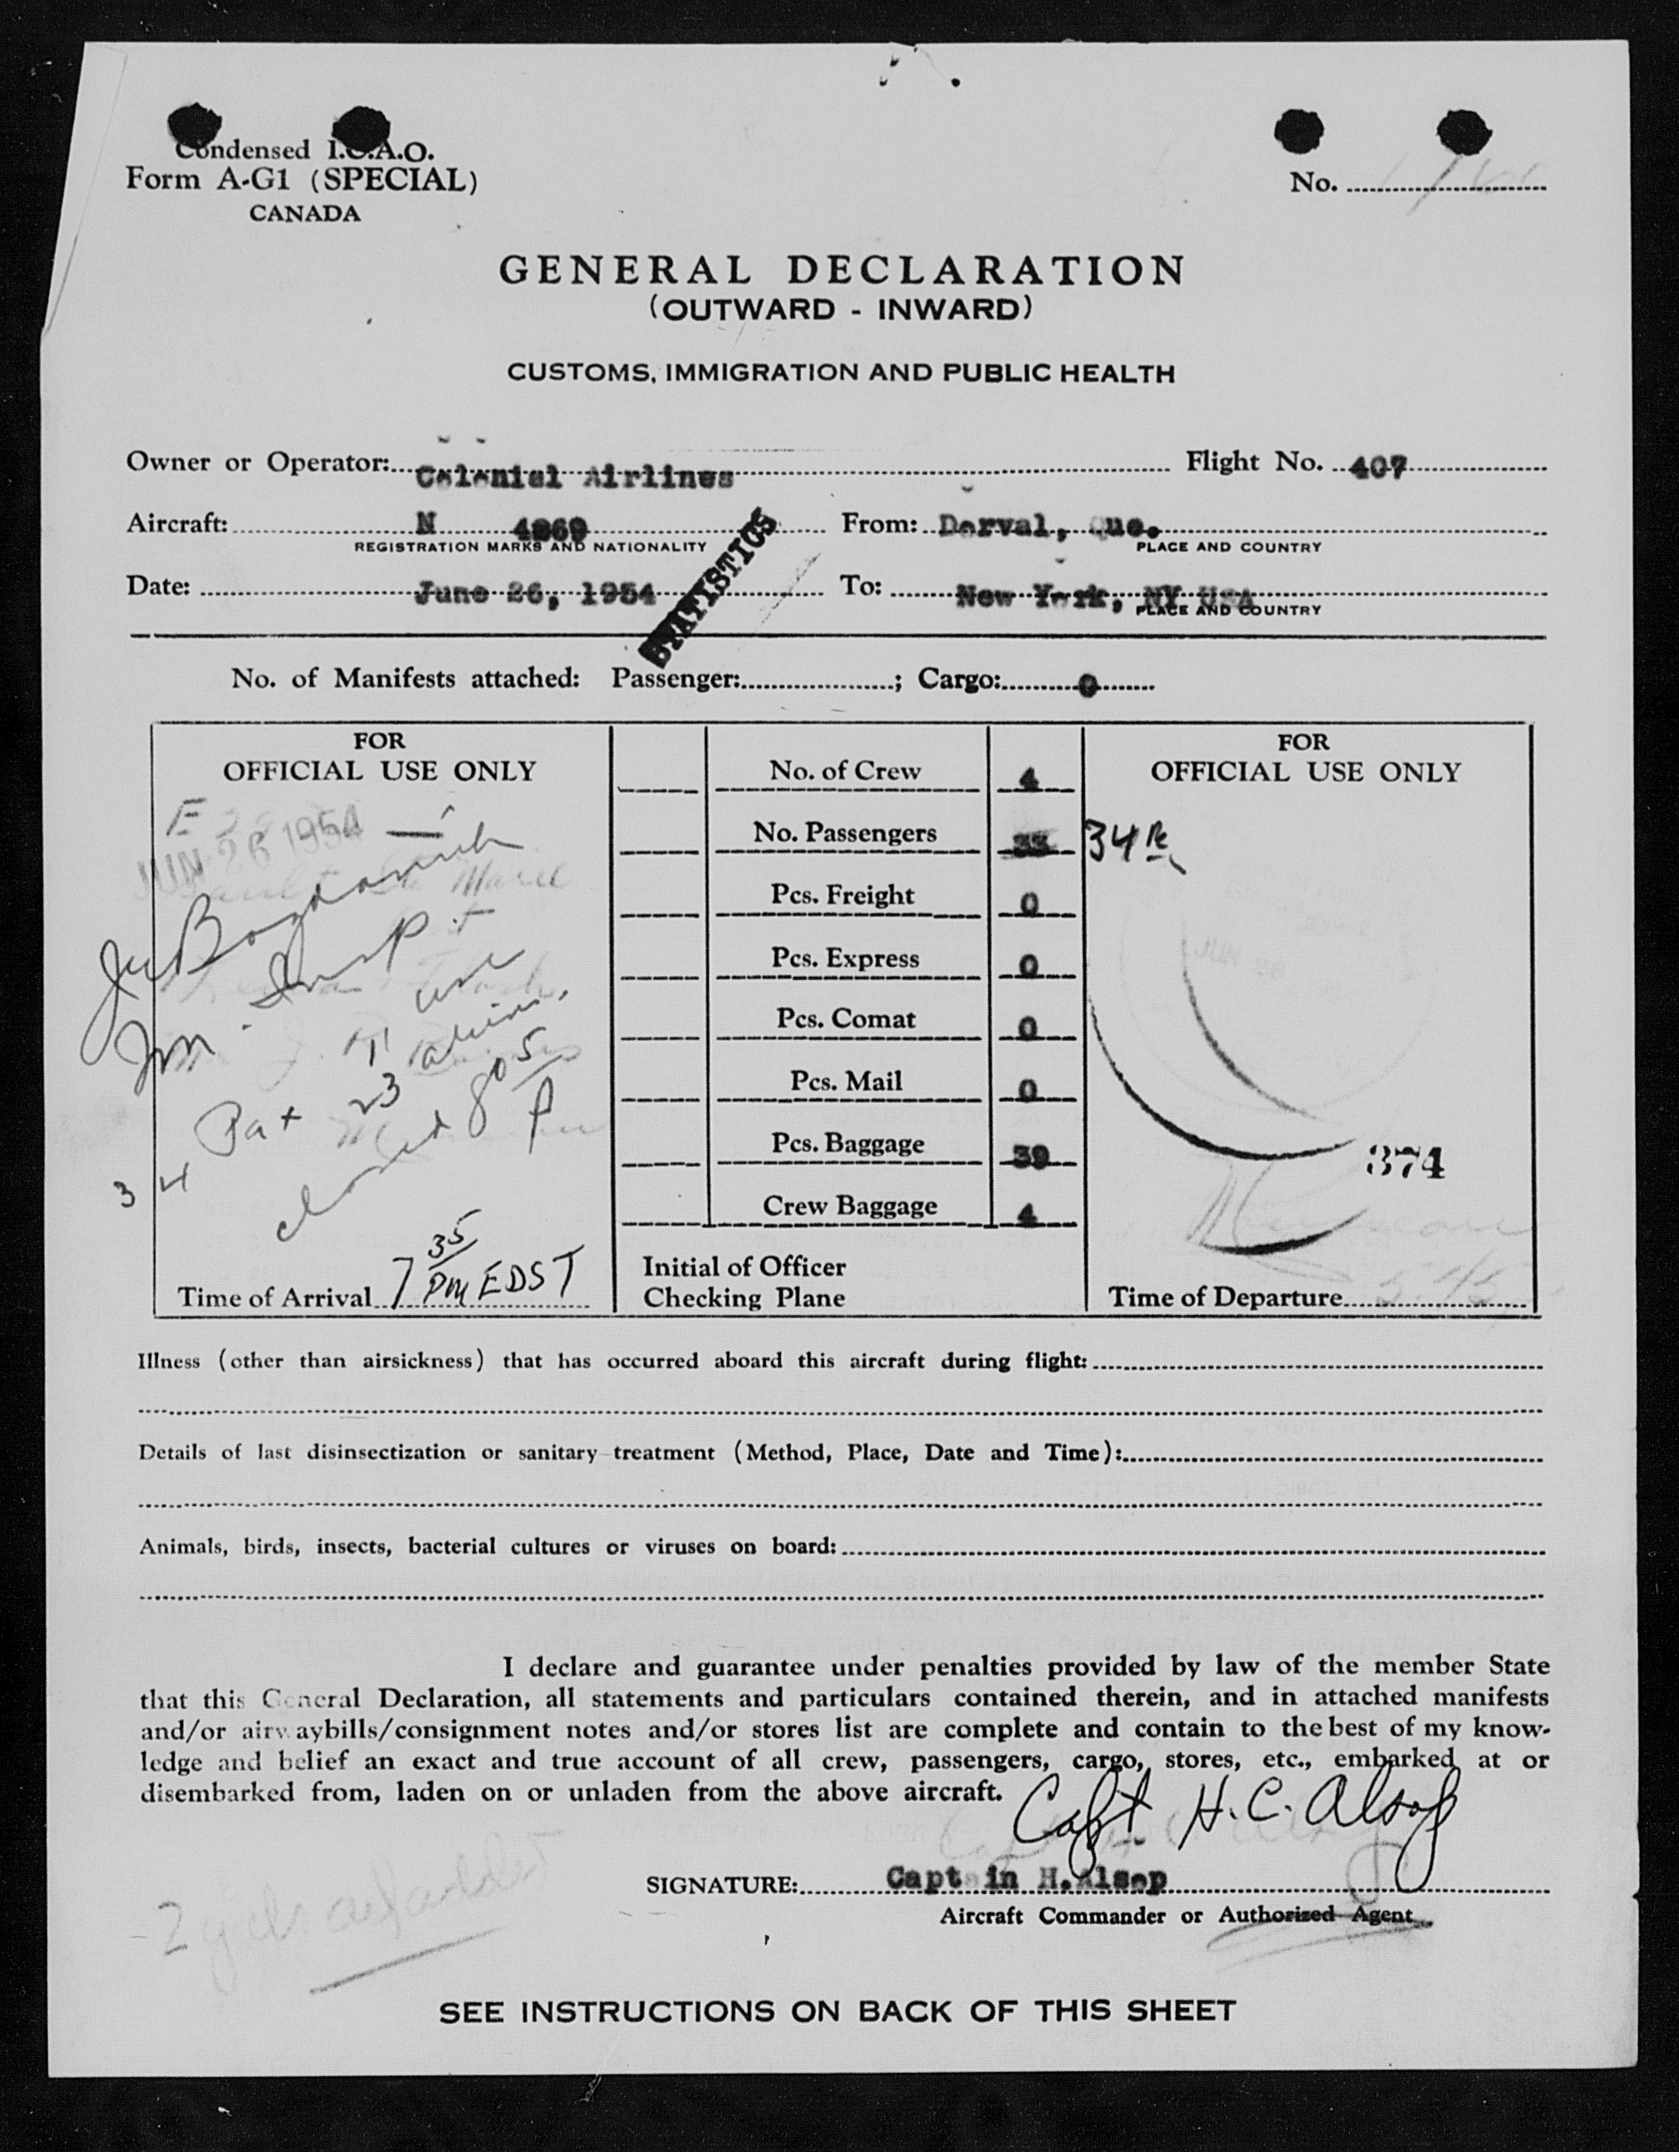 Condensed I.C.A.O.
Form A-G1 (SPECIAL)
CANADA
No.
GENERAL DECLARATION
(OUTWARD - INWARD)
CUSTOMS, IMMIGRATION AND PUBLIC HEALTH
Owner or Operator: Colonial Airlines Flight No. 407
Aircraft: N From: Dorval, Que.
REGISTRATION MARKS AND NATIONALITY PLACE AND COUNTRY
STATISTICS
Date: June 26, 1954 To: New York, NY USA
PLACE AND COUNTRY
No. of Manifests attached: Passenger: ; Cargo: 0
FOR
OFFICIAL USE ONLY
JUN 26 1954
Insp
34 Pax 23
805
P
Time of Arrival 7 35 PM EDST
No. of Crew 4
No. Passengers 33
Pcs. Freight 0
Pcs. Express 0
Pcs. Comat 0
Pcs. Mail 0
Pcs. Baggage 39
Crew Baggage 4
Initial of Officer
Checking Plane
FOR
OFFICIAL USE ONLY
34
374
Time of Departure
Illness (other than airsickness) that has occurred aboard this aircraft during flight:
Details of last disinsectization or sanitary treatment (Method, Place, Date and Time):
Animals, birds, insects, bacterial cultures or viruses on board:
I declare and guarantee under penalties provided by law of the member State
that this General Declaration, all statements and particulars contained therein, and in attached manifests
and/or airwaybills/consignment notes and/or stores list are complete and contain to the best of my know-
ledge and belief an exact and true account of all crew, passengers, cargo, stores, etc., embarked at or
disembarked from, laden on or unladen from the above aircraft.
Capt H. C. Alsop
SIGNATURE: Captain H. Alsop
Aircraft Commander or Authorized Agent
SEE INSTRUCTIONS ON BACK OF THIS SHEET